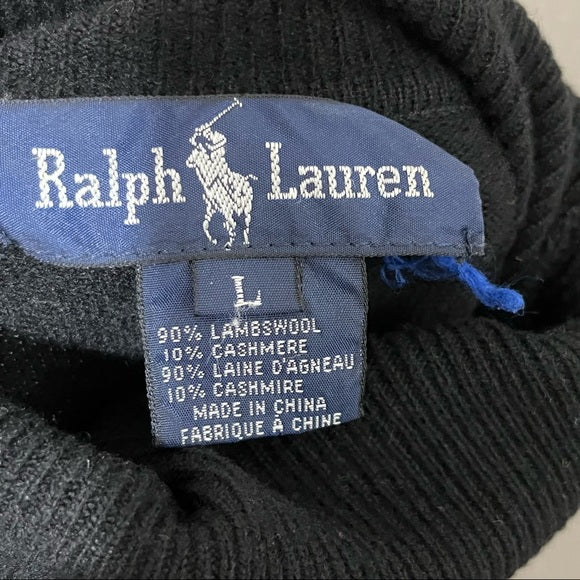 Ralph Lauren
L
90% LAMBSWOOL
10% CASHMERE
90% LAINE D'AGNEAU
10% CASHMIRE
MADE IN CHINA
FABRIQUE À CHINE